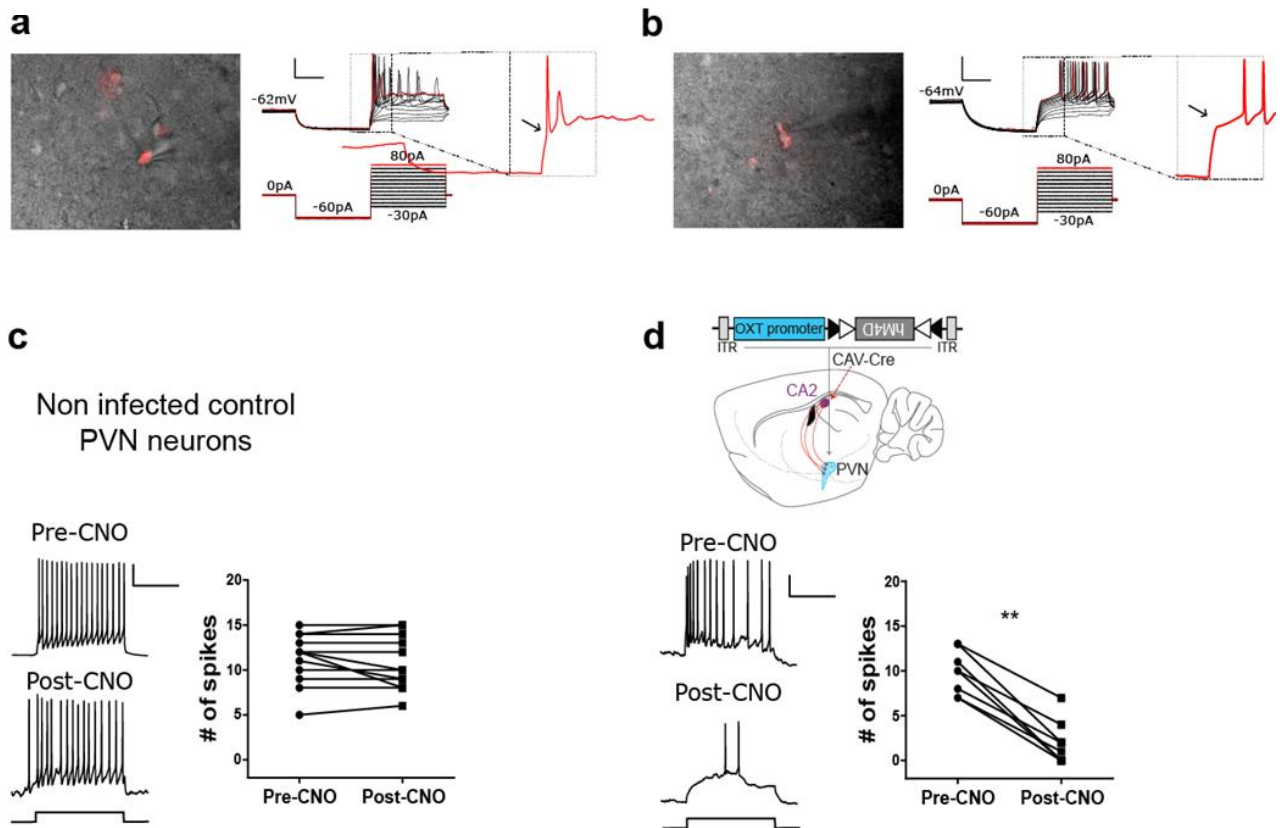 a
-62mV
80pA
0pA
-60pA
-30pA
b
-64mV
80pA
0pA
-60pA
-30pA
c
Non infected control
PVN neurons
Pre-CNO
Post-CNO
# of spikes
20
15
10
5
0
Pre-CNO Post-CNO
d
OXT promoter hM4D
ITR ITR
CAV-Cre
CA2
PVN
Pre-CNO
Post-CNO
# of spikes
20
15
10
5
0
**
Pre-CNO Post-CNO